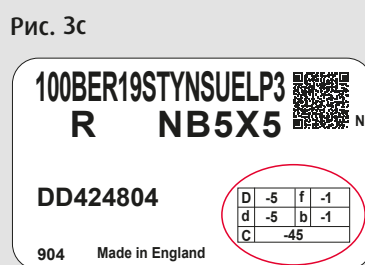 Рис. 3c
100BER19STYNSUELP3
R NB5X5
N
DD424804
D -5 f -1
d -5 b -1
C -45
904 Made in England